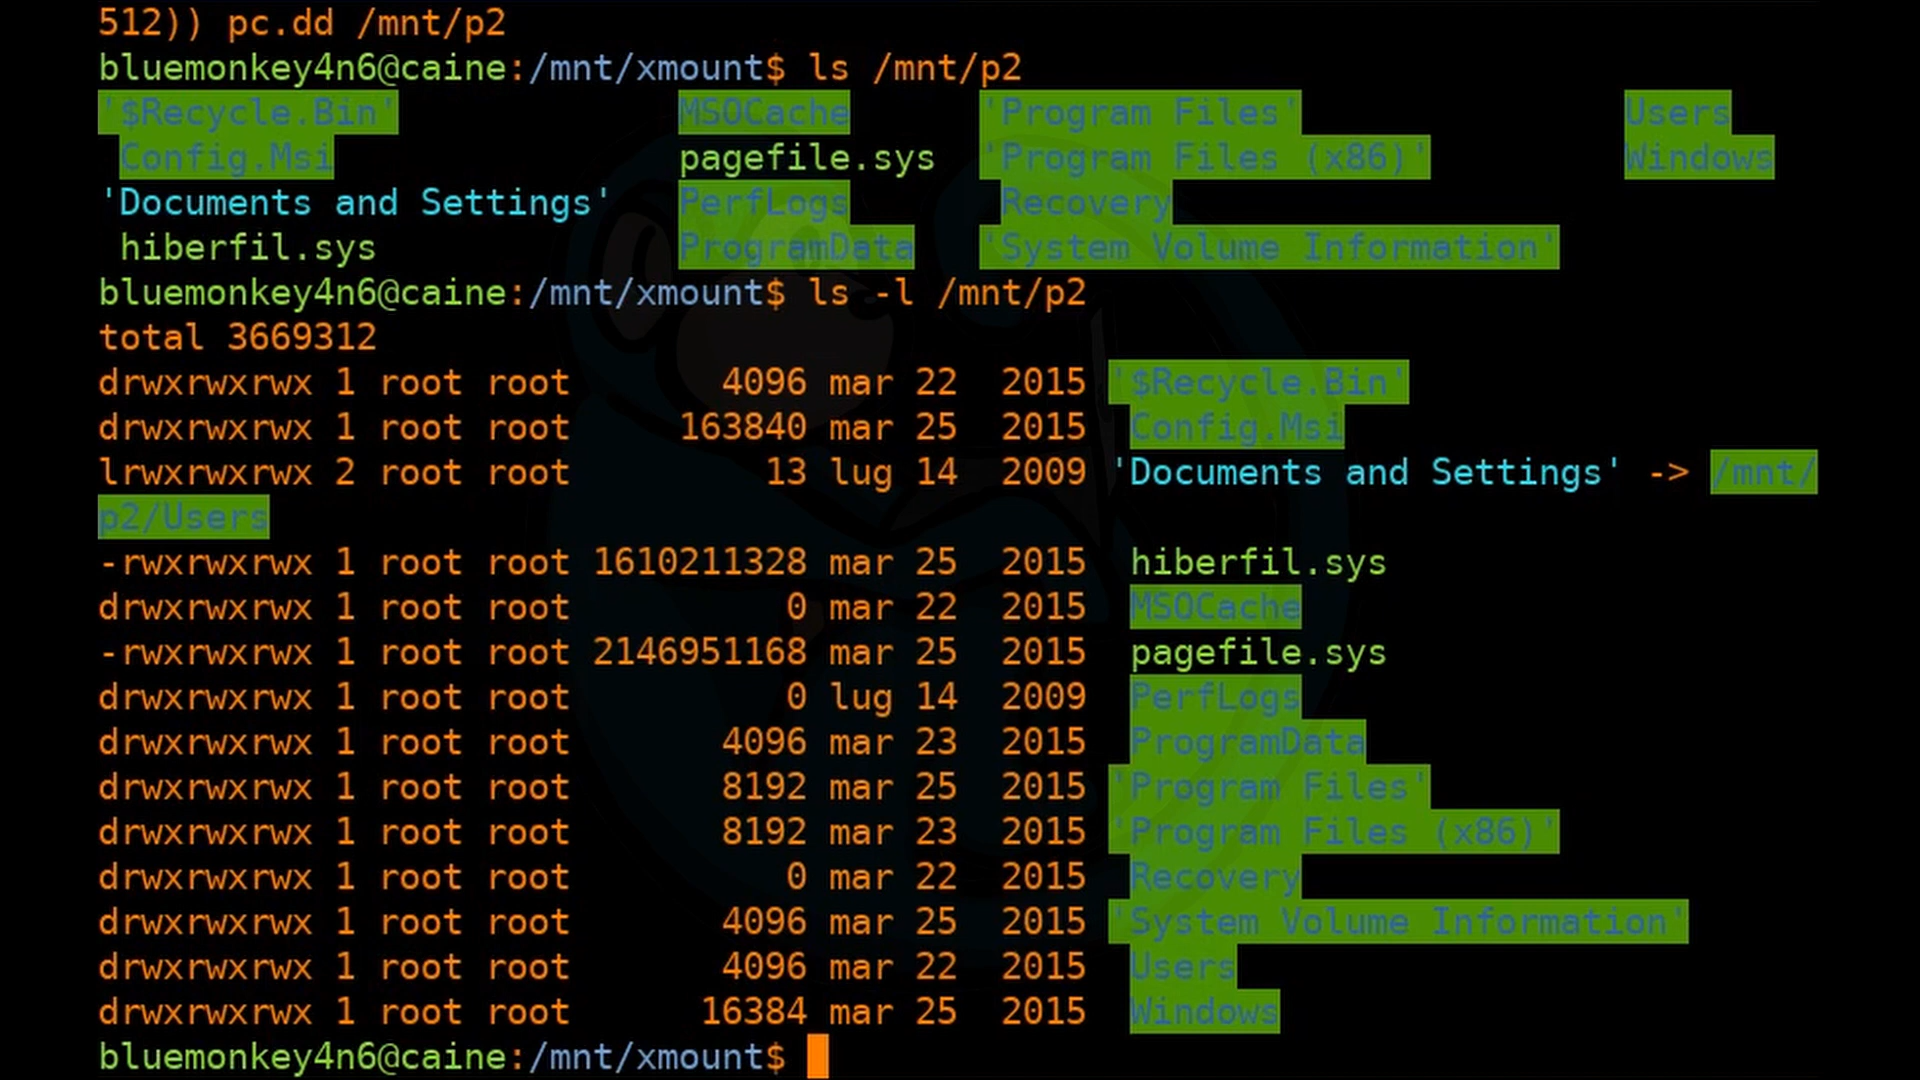 512)) pc.dd /mnt/p2
bluemonkey4n6@caine:/mnt/xmount$ ls /mnt/p2
'$Recycle.Bin' MSOCache 'Program Files' Users
Config.Msi pagefile.sys 'Program Files (x86)' Windows
'Documents and Settings' PerfLogs Recovery
hiberfil.sys ProgramData 'System Volume Information'
bluemonkey4n6@caine:/mnt/xmount$ ls -l /mnt/p2
total 3669312
drwxrwxrwx 1 root root 4096 mar 22 2015 '$Recycle.Bin'
drwxrwxrwx 1 root root 163840 mar 25 2015 Config.Msi
lrwxrwxrwx 2 root root 13 lug 14 2009 'Documents and Settings' -> /mnt/
p2/Users
-rwxrwxrwx 1 root root 1610211328 mar 25 2015 hiberfil.sys
drwxrwxrwx 1 root root 0 mar 22 2015 MSOCache
-rwxrwxrwx 1 root root 2146951168 mar 25 2015 pagefile.sys
drwxrwxrwx 1 root root 0 lug 14 2009 PerfLogs
drwxrwxrwx 1 root root 4096 mar 23 2015 ProgramData
drwxrwxrwx 1 root root 8192 mar 25 2015 'Program Files'
drwxrwxrwx 1 root root 8192 mar 23 2015 'Program Files (x86)'
drwxrwxrwx 1 root root 0 mar 22 2015 Recovery
drwxrwxrwx 1 root root 4096 mar 25 2015 'System Volume Information'
drwxrwxrwx 1 root root 4096 mar 22 2015 Users
drwxrwxrwx 1 root root 16384 mar 25 2015 Windows
bluemonkey4n6@caine:/mnt/xmount$